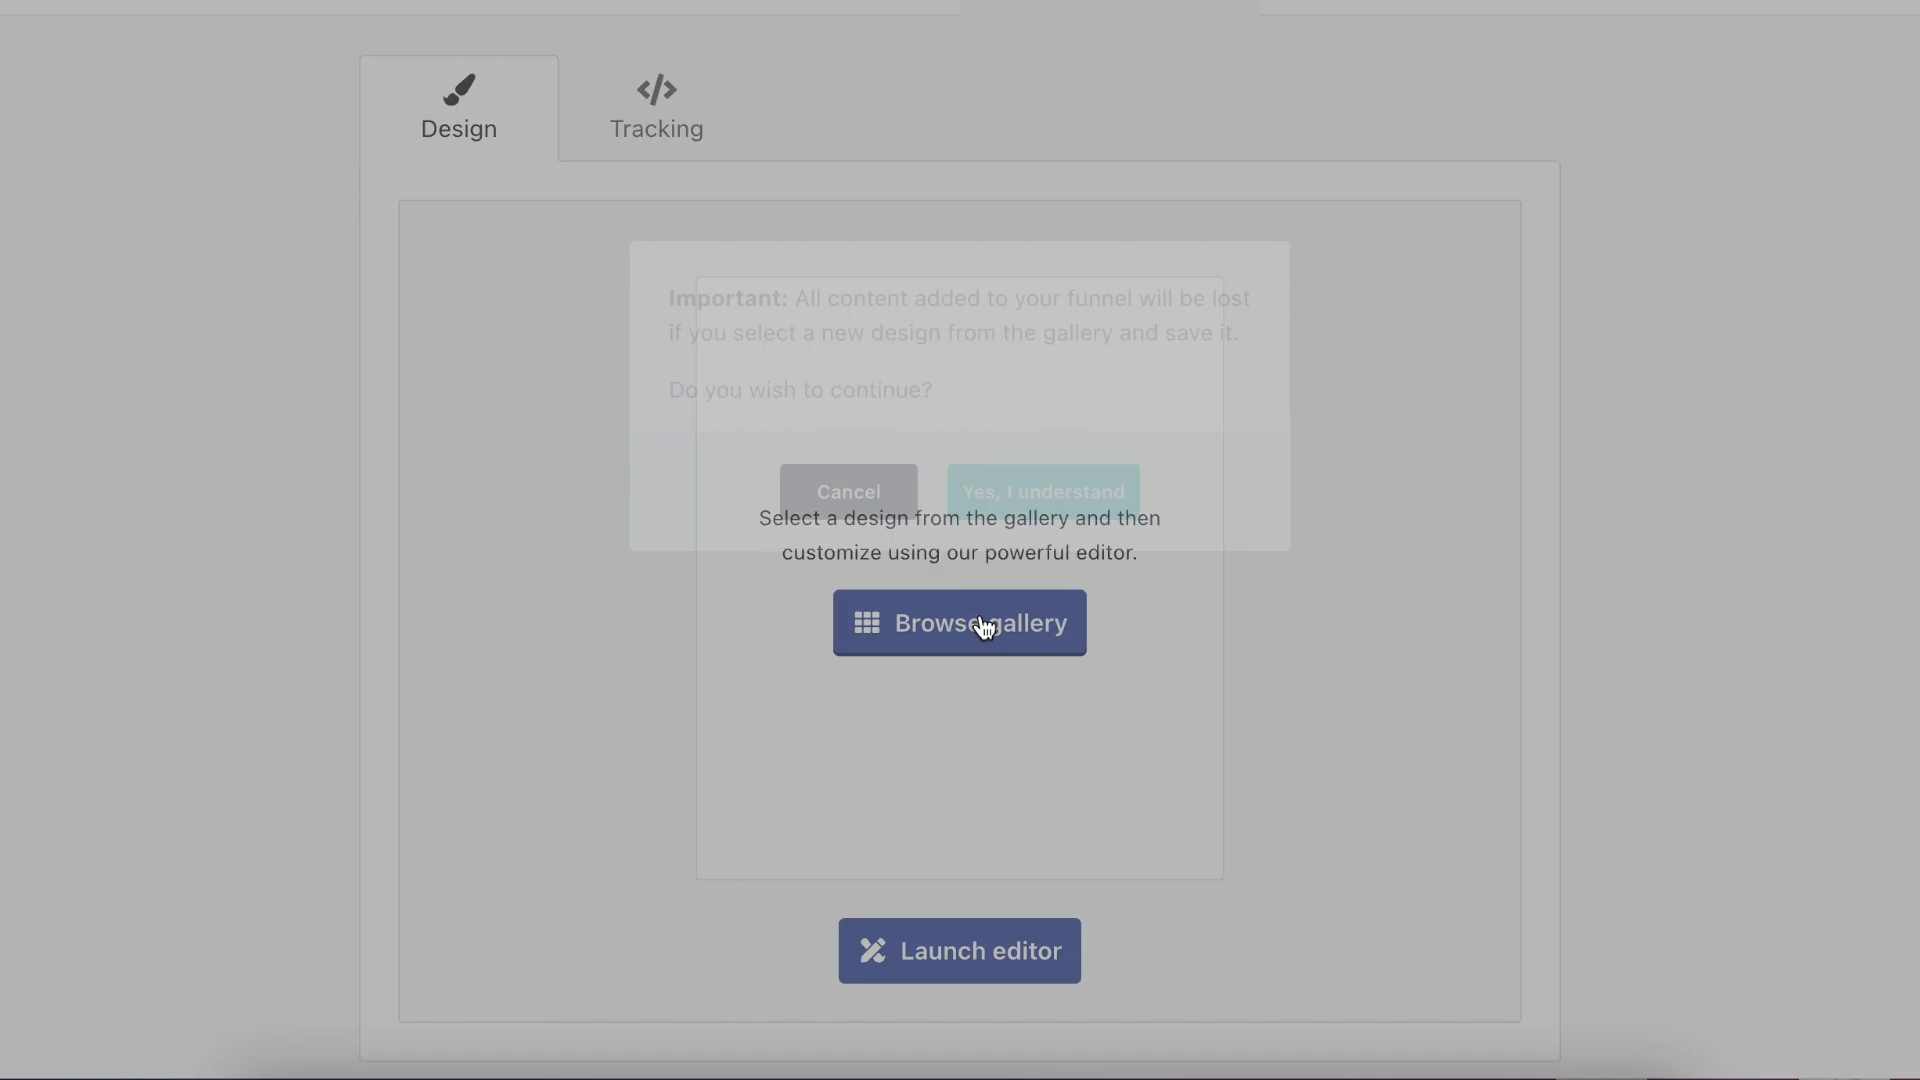 Design
Tracking
Important: All content added to your funnel will be lost
if you select a new design from the gallery and save it.
Do you wish to continue?
Cancel
Yes, I understand
Select a design from the gallery and then
customize using our powerful editor.
Browse gallery
Launch editor